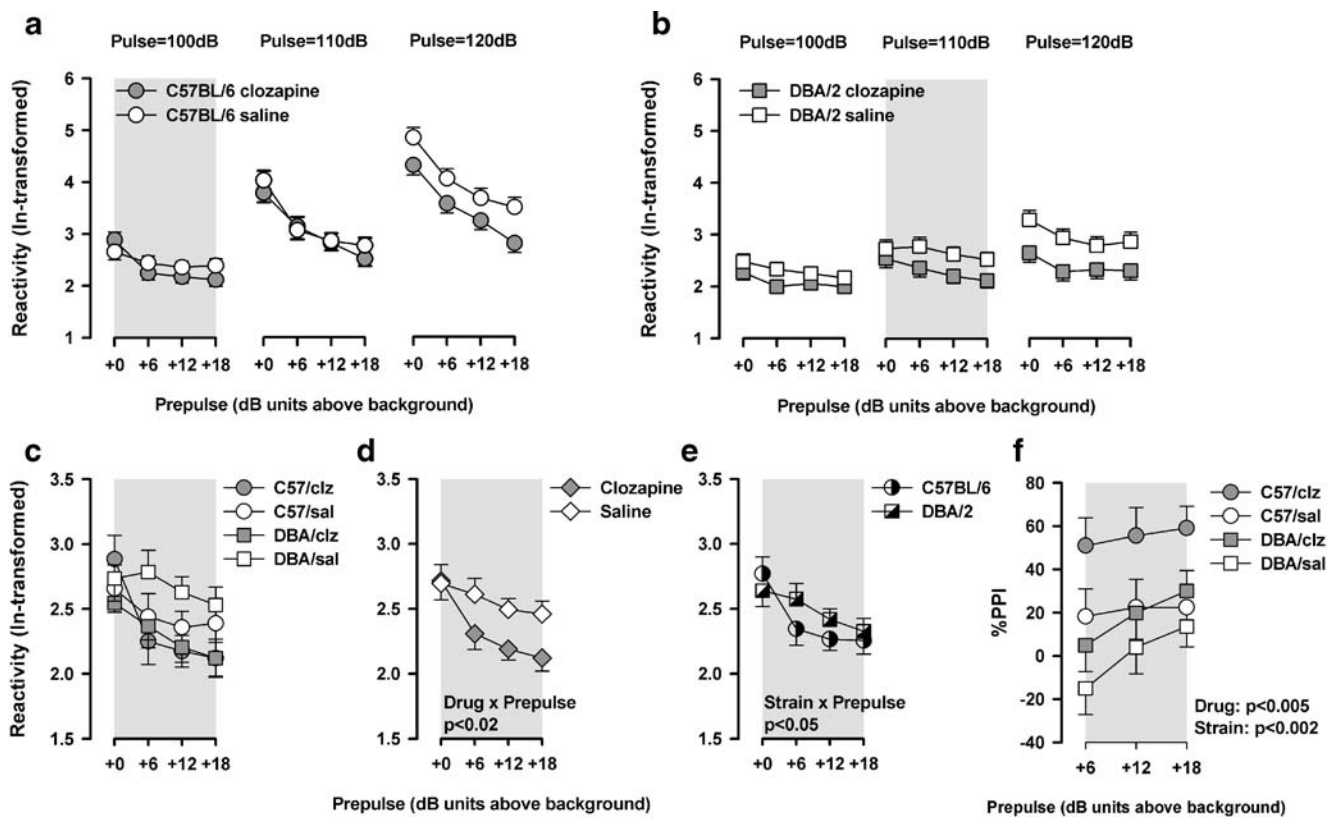 a
Pulse=100dB Pulse=110dB Pulse=120dB
6
5
4
3
2
1
Reactivity (ln-transformed)
C57BL/6 clozapine
C57BL/6 saline
+0 +6 +12 +18 +0 +6 +12 +18 +0 +6 +12 +18
Prepulse (dB units above background)
b
Pulse=100dB Pulse=110dB Pulse=120dB
6
5
4
3
2
1
Reactivity (ln-transformed)
DBA/2 clozapine
DBA/2 saline
+0 +6 +12 +18 +0 +6 +12 +18 +0 +6 +12 +18
Prepulse (dB units above background)
c
3.5
3.0
2.5
2.0
1.5
Reactivity (ln-transformed)
C57/clz
C57/sal
DBA/clz
DBA/sal
+0 +6 +12 +18
d
3.5
3.0
2.5
2.0
1.5
Clozapine
Saline
Drug x Prepulse
p<0.02
+0 +6 +12 +18
e
3.5
3.0
2.5
2.0
1.5
C57BL/6
DBA/2
Strain x Prepulse
p<0.05
+0 +6 +12 +18
Prepulse (dB units above background)
f
80
60
40
20
0
-20
-40
%PPI
C57/clz
C57/sal
DBA/clz
DBA/sal
Drug: p<0.005
Strain: p<0.002
+6 +12 +18
Prepulse (dB units above background)